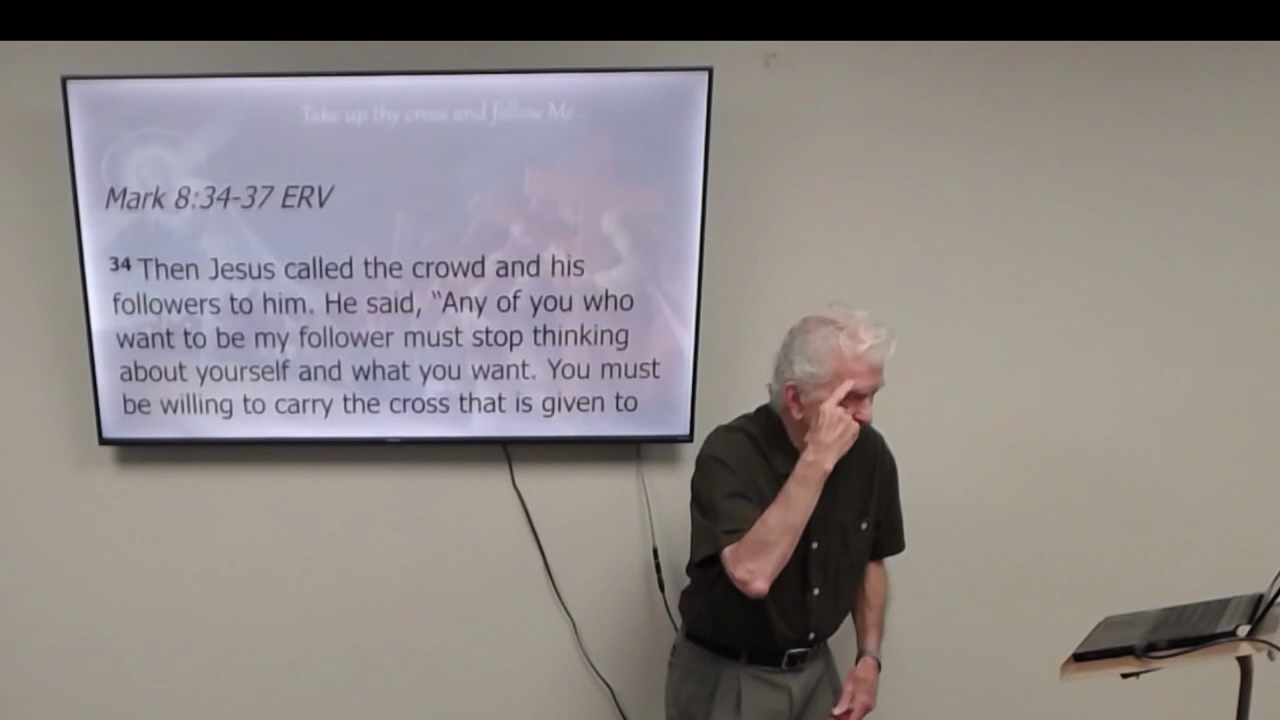 Take up thy cross and follow Me
Mark 8:34-37 ERV
34 Then Jesus called the crowd and his
followers to him. He said, “Any of you who
want to be my follower must stop thinking
about yourself and what you want. You must
be willing to carry the cross that is given to